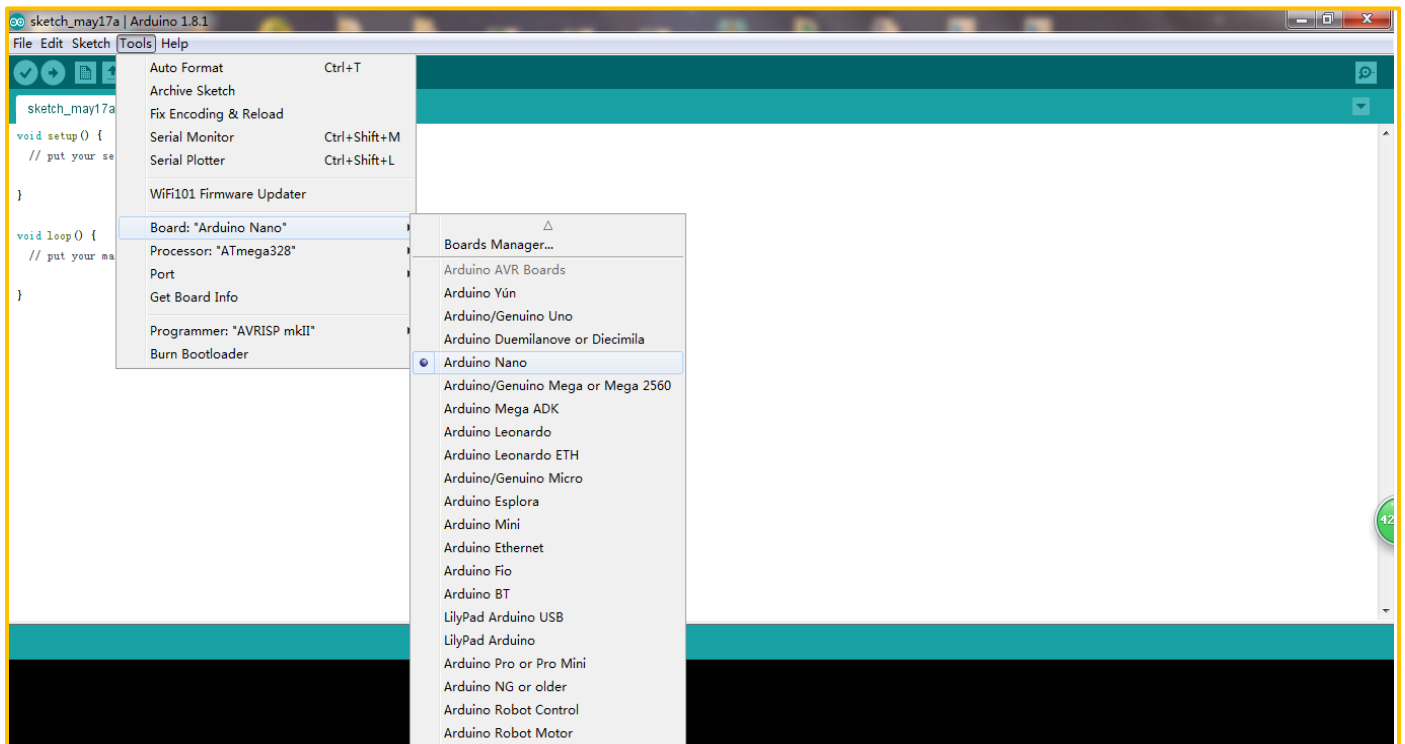 sketch_may17a | Arduino 1.8.1
File Edit Sketch Tools Help
sketch_may17a
void setup() {
// put your se
}
void loop() {
// put your ma
}
Auto Format Ctrl+T
Archive Sketch
Fix Encoding & Reload
Serial Monitor Ctrl+Shift+M
Serial Plotter Ctrl+Shift+L
WiFi101 Firmware Updater
Board: "Arduino Nano"
Processor: "ATmega328"
Port
Get Board Info
Programmer: "AVRISP mkII"
Burn Bootloader
Boards Manager...
Arduino AVR Boards
Arduino Yún
Arduino/Genuino Uno
Arduino Duemilanove or Diecimila
Arduino Nano
Arduino/Genuino Mega or Mega 2560
Arduino Mega ADK
Arduino Leonardo
Arduino Leonardo ETH
Arduino/Genuino Micro
Arduino Esplora
Arduino Mini
Arduino Ethernet
Arduino Fio
Arduino BT
LilyPad Arduino USB
LilyPad Arduino
Arduino Pro or Pro Mini
Arduino NG or older
Arduino Robot Control
Arduino Robot Motor
42